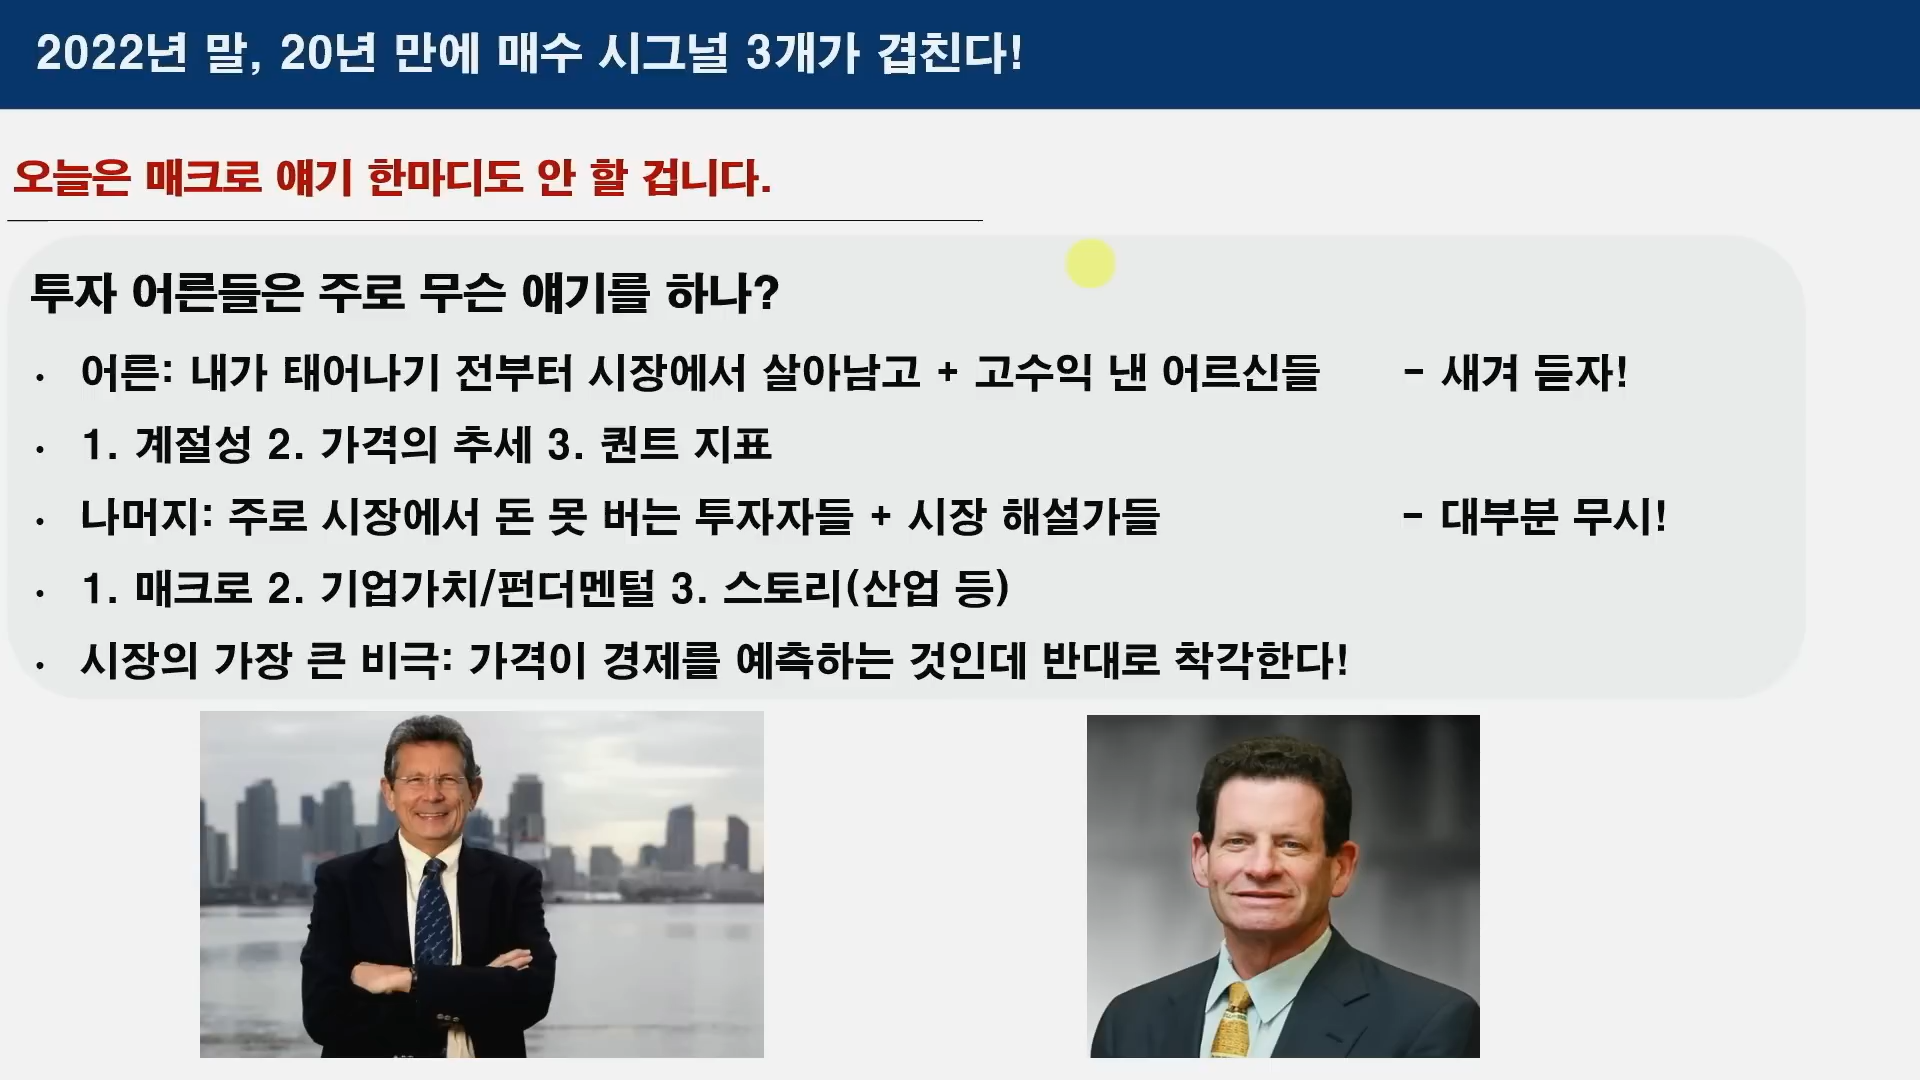 2022년 말, 20년 만에 매수 시그널 3개가 겹친다!
오늘은 매크로 얘기 한마디도 안 할 겁니다.
투자 어른들은 주로 무슨 얘기를 하나?
• 어른: 내가 태어나기 전부터 시장에서 살아남고 + 고수익 낸 어르신들 - 새겨 듣자!
• 1. 계절성 2. 가격의 추세 3. 퀀트 지표
• 나머지: 주로 시장에서 돈 못 버는 투자자들 + 시장 해설가들 - 대부분 무시!
• 1. 매크로 2. 기업가치/펀더멘털 3. 스토리(산업 등)
• 시장의 가장 큰 비극: 가격이 경제를 예측하는 것인데 반대로 착각한다!